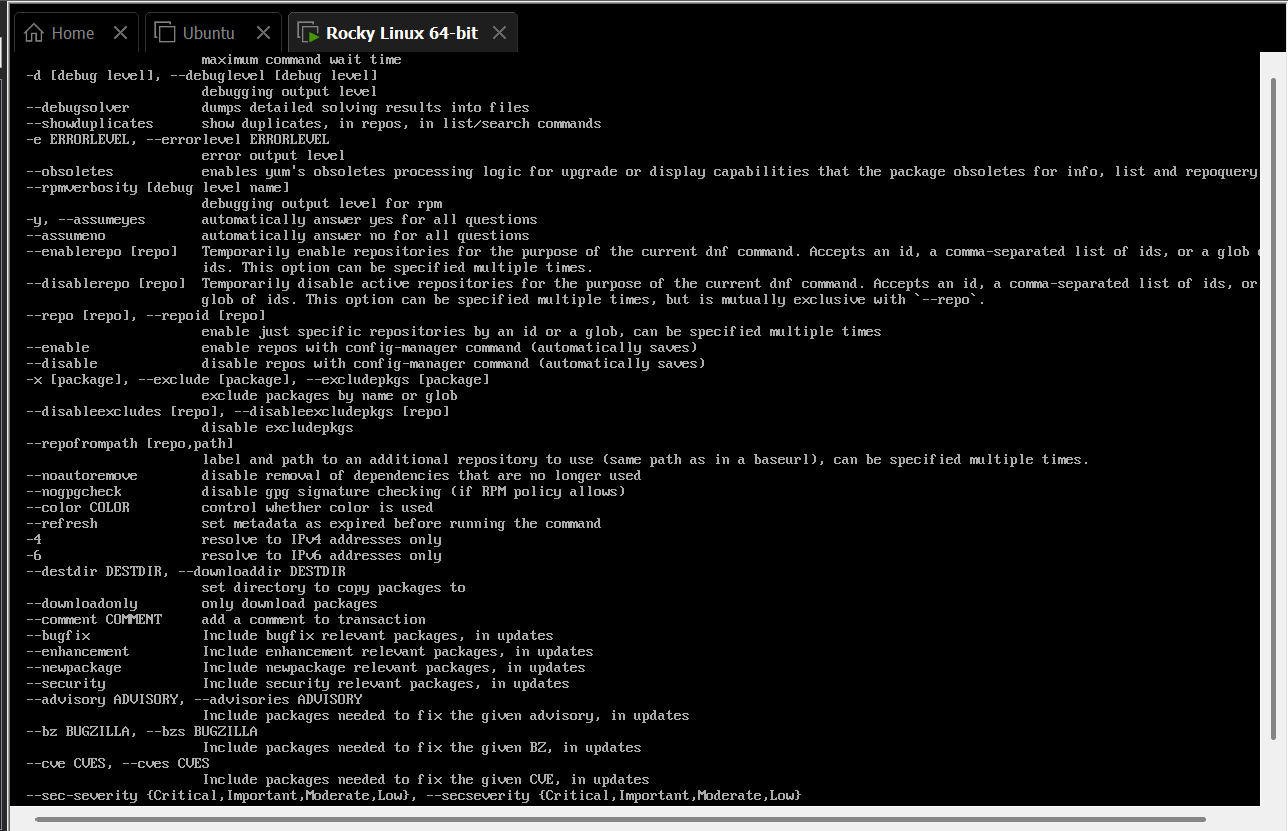 Home
Ubuntu
Rocky Linux 64-bit
maximum command wait time
-d [debug level], --debuglevel [debug level]
debugging output level
--debugsolver dumps detailed solving results into files
--showduplicates show duplicates, in repos, in list/search commands
-e ERRORLEVEL, --errorlevel ERRORLEVEL
error output level
--obsoletes enables yum's obsoletes processing logic for upgrade or display capabilities that the package obsoletes for info, list and repoquery
--rpmverbosity [debug level name]
debugging output level for rpm
-y, --assumeyes automatically answer yes for all questions
--assumeno automatically answer no for all questions
--enablerepo [repo] Temporarily enable repositories for the purpose of the current dnf command. Accepts an id, a comma-separated list of ids, or a glob
ids. This option can be specified multiple times.
--disablerepo [repo] Temporarily disable active repositories for the purpose of the current dnf command. Accepts an id, a comma-separated list of ids, or
glob of ids. This option can be specified multiple times, but is mutually exclusive with `--repo`.
--repo [repo], --repoid [repo]
enable just specific repositories by an id or a glob, can be specified multiple times
--enable enable repos with config-manager command (automatically saves)
--disable disable repos with config-manager command (automatically saves)
-x [package], --exclude [package], --excludepkgs [package]
exclude packages by name or glob
--disableexcludes [repo], --disableexcludepkgs [repo]
disable excludepkgs
--repofrompath [repo,path]
label and path to an additional repository to use (same path as in a baseurl), can be specified multiple times.
--noautoremove disable removal of dependencies that are no longer used
--nogpgcheck disable gpg signature checking (if RPM policy allows)
--color COLOR control whether color is used
--refresh set metadata as expired before running the command
-4 resolve to IPv4 addresses only
-6 resolve to IPv6 addresses only
--destdir DESTDIR, --downloaddir DESTDIR
set directory to copy packages to
--downloadonly only download packages
--comment COMMENT add a comment to transaction
--bugfix Include bugfix relevant packages, in updates
--enhancement Include enhancement relevant packages, in updates
--newpackage Include newpackage relevant packages, in updates
--security Include security relevant packages, in updates
--advisory ADVISORY, --advisories ADVISORY
Include packages needed to fix the given advisory, in updates
--bz BUGZILLA, --bzs BUGZILLA
Include packages needed to fix the given BZ, in updates
--cve CVES, --cves CVES
Include packages needed to fix the given CVE, in updates
--sec-severity {Critical,Important,Moderate,Low}, --secseverity {Critical,Important,Moderate,Low}